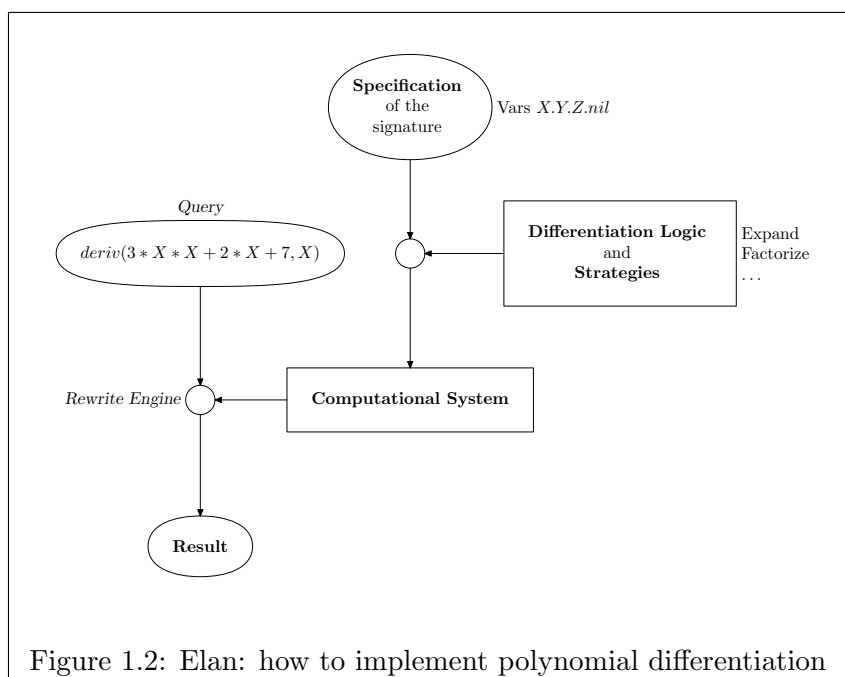 Specification
of the
signature
Vars X.Y.Z.nil
Query
deriv(3 ∗ X ∗ X + 2 ∗ X + 7, X)
Differentiation Logic
and
Strategies
Expand
Factorize
. . .
Rewrite Engine
Computational System
Result
Figure 1.2: Elan: how to implement polynomial differentiation